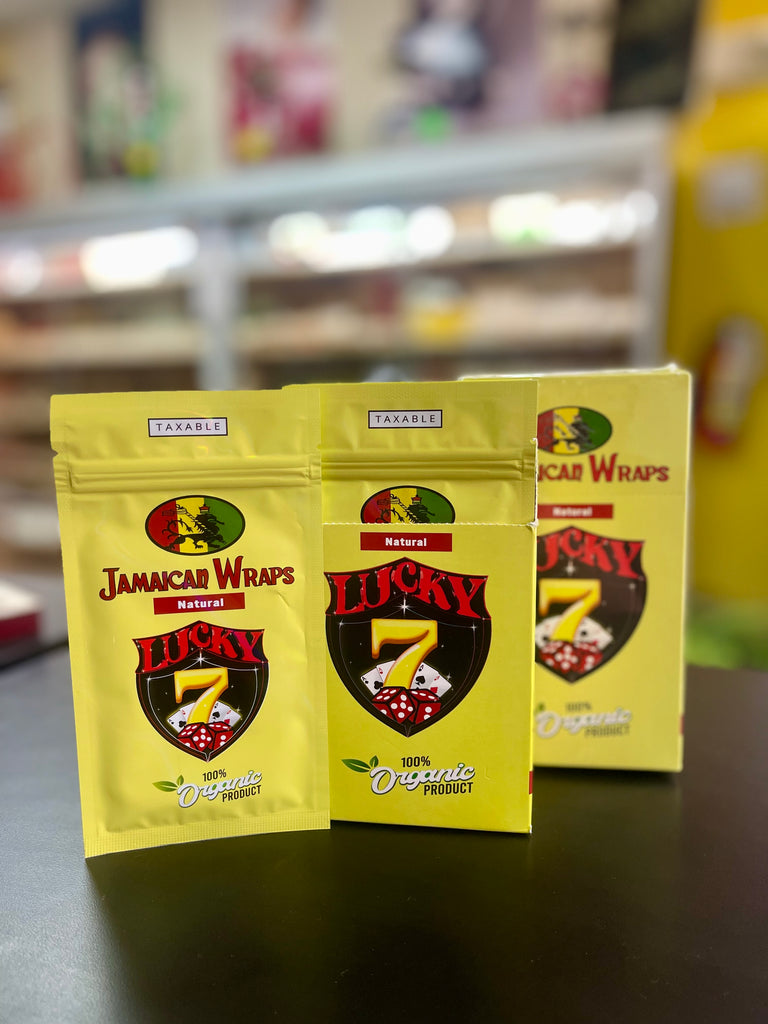 TAXABLE
JAMAICAN WRAPS
Natural
LUCKY
7
100%
Organic
PRODUCT
TAXABLE
Natural
LUCKY
7
100%
Organic
PRODUCT
ICAN WRAPS
Natural
LUCKY
7
100%
Organic
PRODUCT